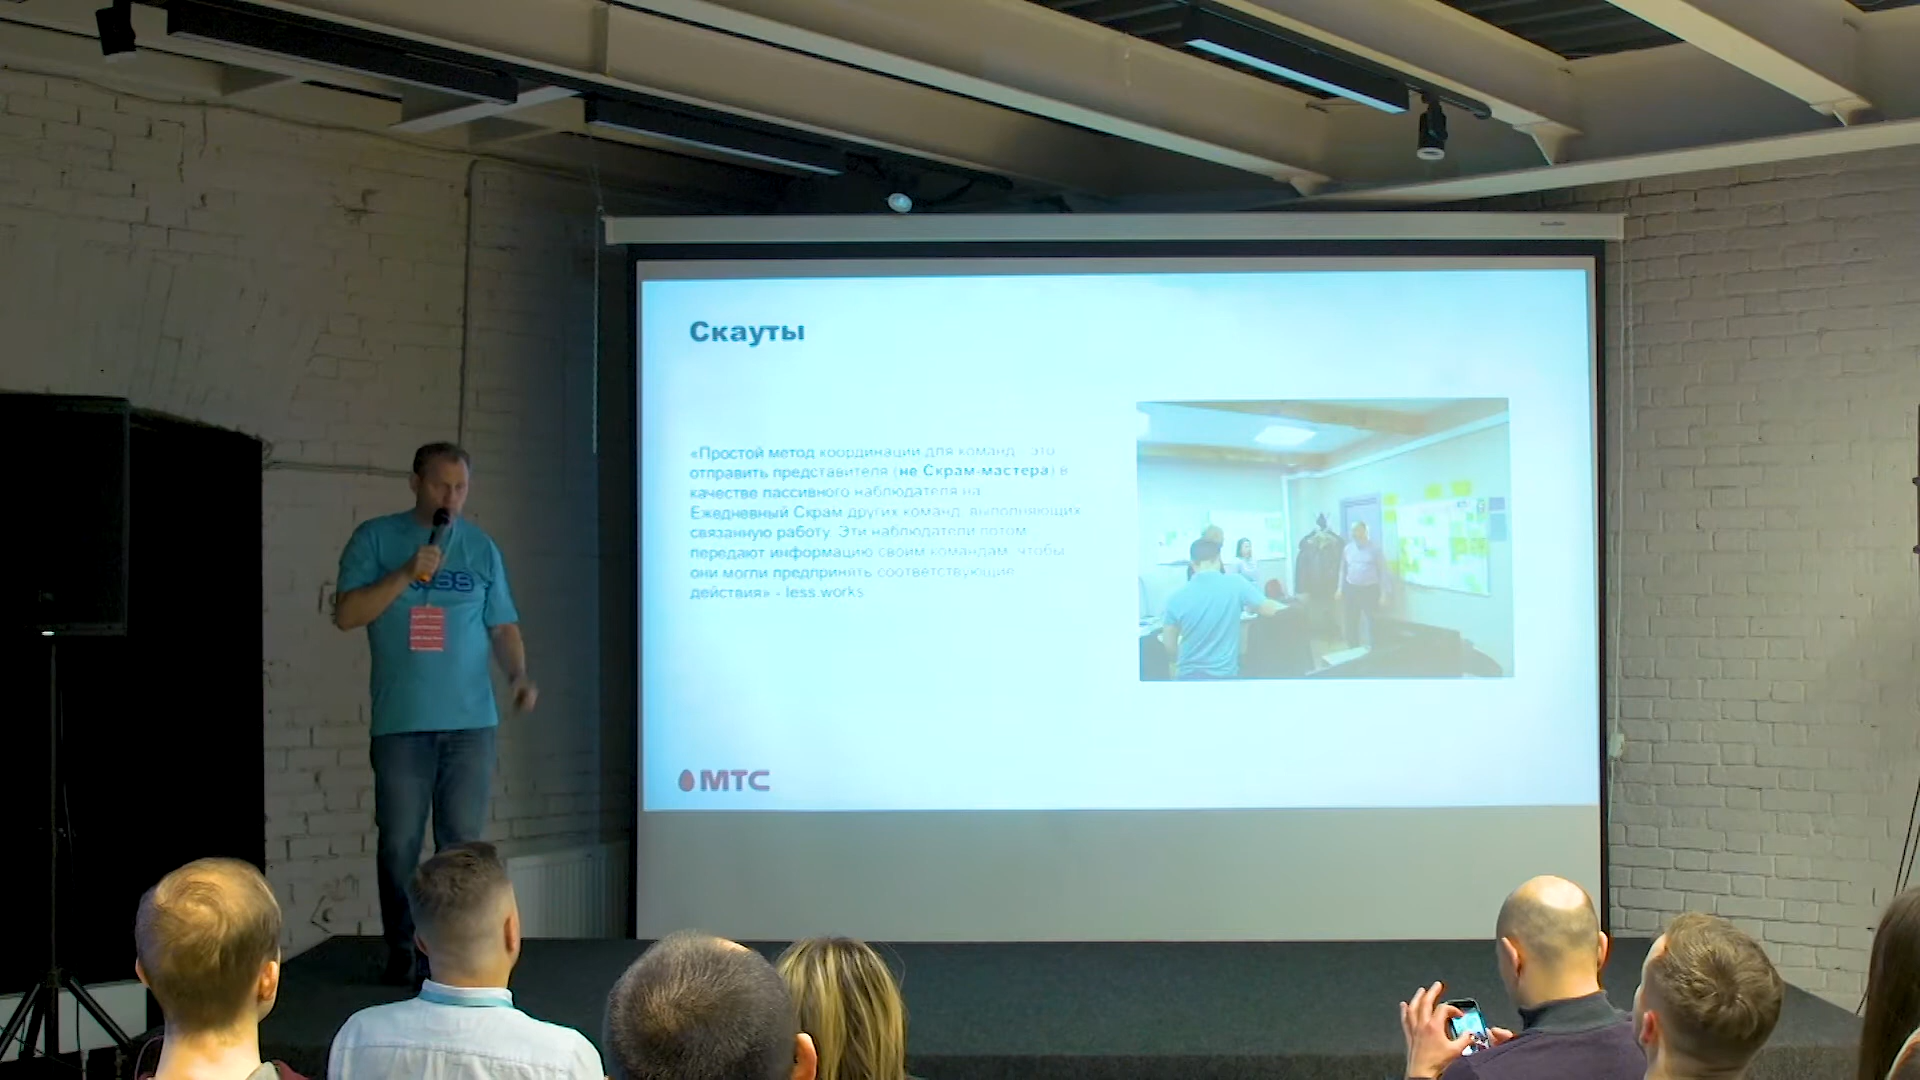 Скауты
«Простой метод координации для команд - это
отправить представителя (не Скрам-мастера) в
качестве пассивного наблюдателя на
Ежедневный Скрам других команд, выполняющих
связанную работу. Эти наблюдатели потом
передают информацию своим командам, чтобы
они могли предпринять соответствующие
действия» - less.works
МТС